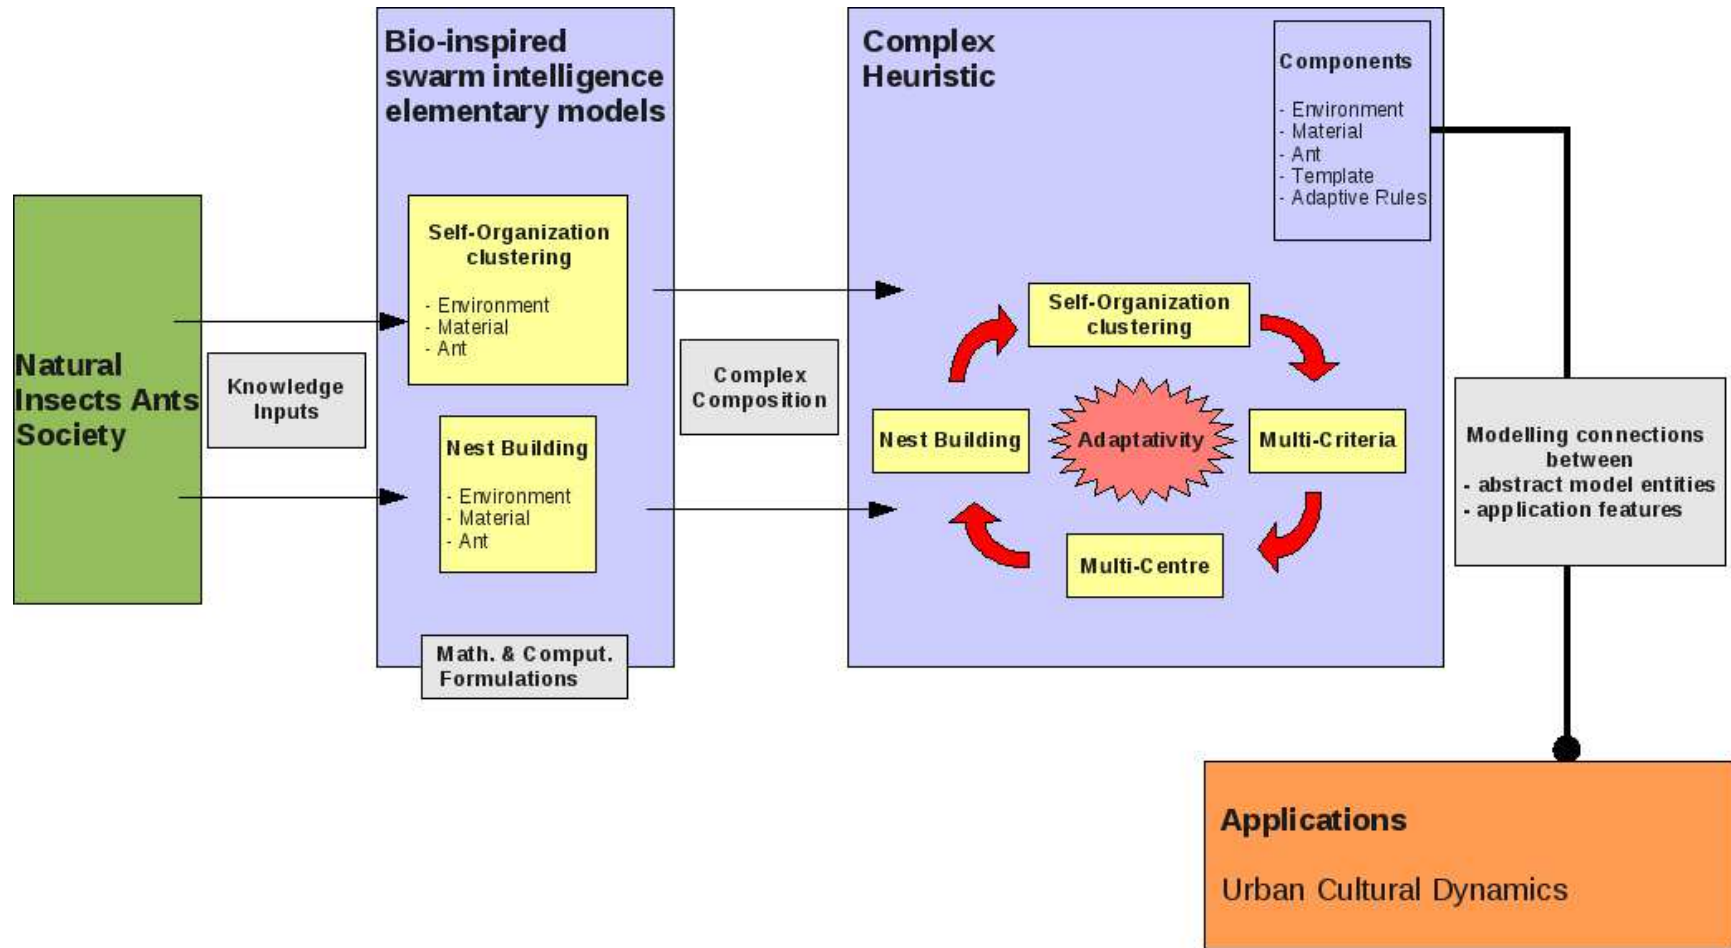 Natural
Insects Ants
Society
Knowledge
Inputs
Bio-inspired
swarm intelligence
elementary models
Self-Organization
clustering
- Environment
- Material
- Ant
Nest Building
- Environment
- Material
- Ant
Math. & Comput.
Formulations
Complex
Composition
Complex
Heuristic
Components
- Environment
- Material
- Ant
- Template
- Adaptive Rules
Self-Organization
clustering
Nest Building
Adaptativity
Multi-Criteria
Multi-Centre
Modelling connections
between
- abstract model entities
- application features
Applications
Urban Cultural Dynamics